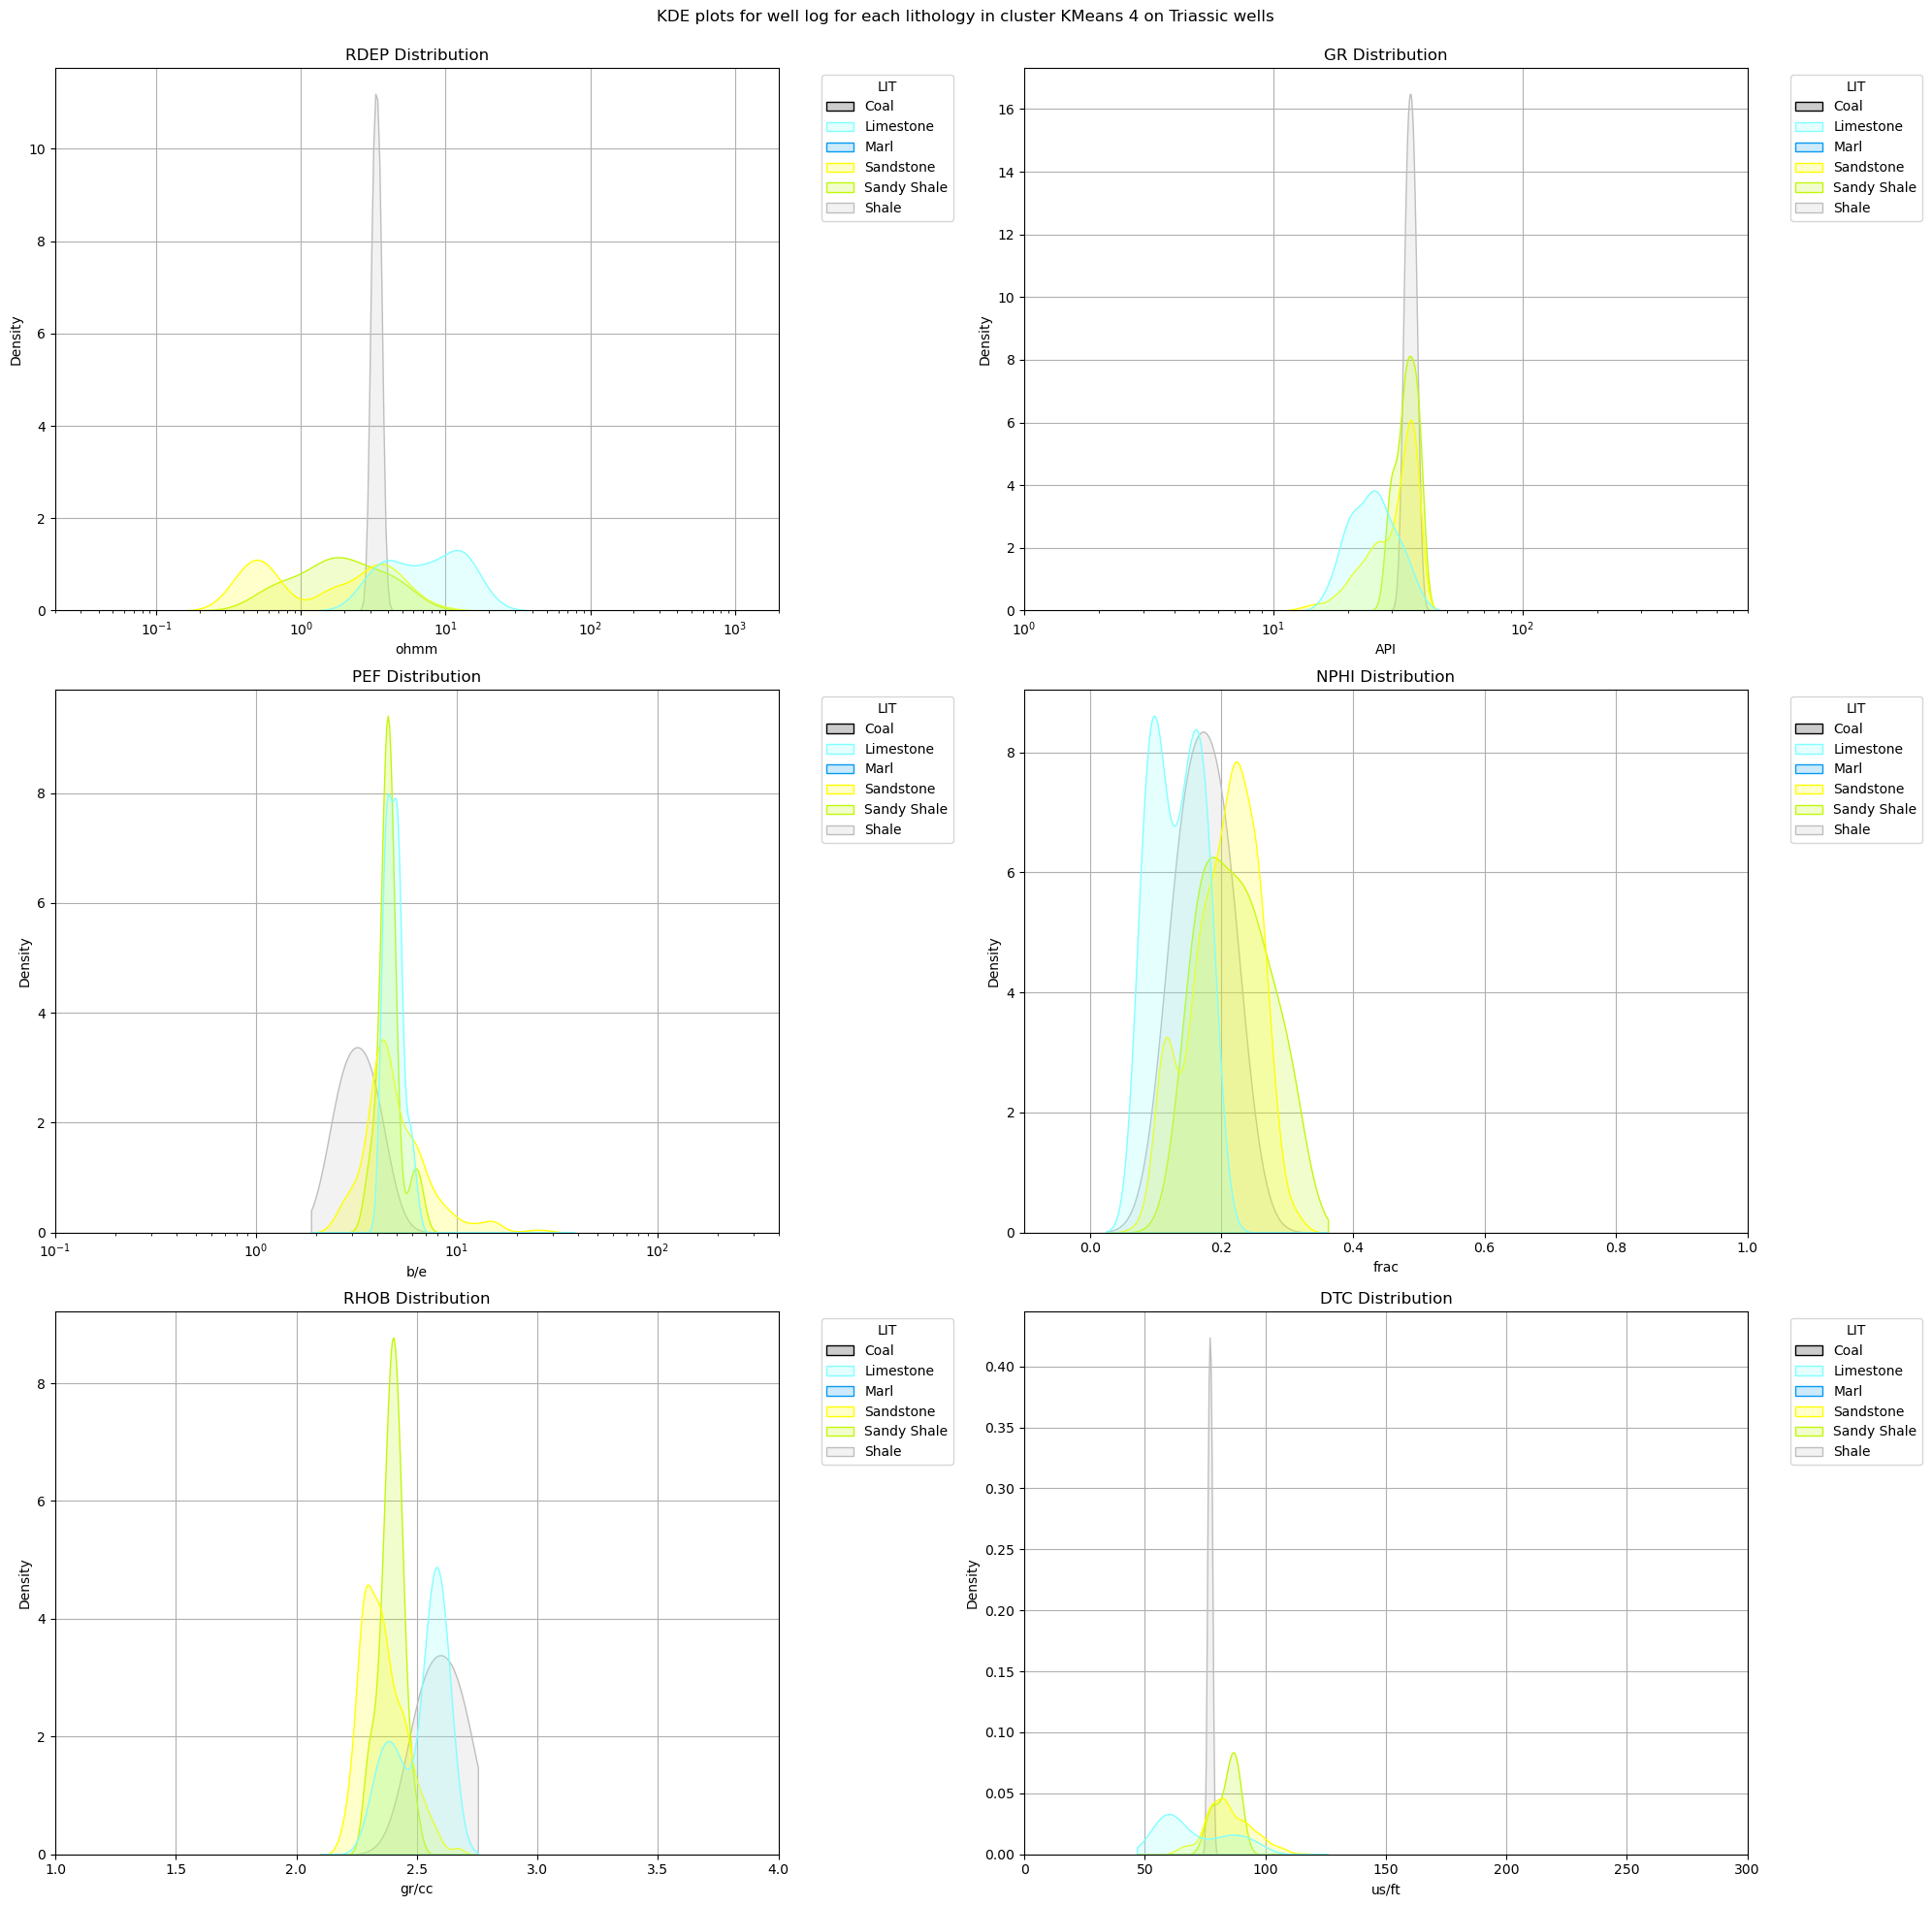 KDE plots for well log for each lithology in cluster KMeans 4 on Triassic wells
RDEP Distribution
Density
10
8
6
4
2
0
10⁻¹ 10⁰ 10¹ 10² 10³
ohmm
LIT
Coal
Limestone
Marl
Sandstone
Sandy Shale
Shale
GR Distribution
Density
16
14
12
10
8
6
4
2
0
10⁰ 10¹ 10²
API
LIT
Coal
Limestone
Marl
Sandstone
Sandy Shale
Shale
PEF Distribution
Density
8
6
4
2
0
10⁻¹ 10⁰ 10¹ 10²
b/e
LIT
Coal
Limestone
Marl
Sandstone
Sandy Shale
Shale
NPHI Distribution
Density
8
6
4
2
0
0.0 0.2 0.4 0.6 0.8 1.0
frac
LIT
Coal
Limestone
Marl
Sandstone
Sandy Shale
Shale
RHOB Distribution
Density
8
6
4
2
0
1.0 1.5 2.0 2.5 3.0 3.5 4.0
gr/cc
LIT
Coal
Limestone
Marl
Sandstone
Sandy Shale
Shale
DTC Distribution
Density
0.40
0.35
0.30
0.25
0.20
0.15
0.10
0.05
0.00
0 50 100 150 200 250 300
us/ft
LIT
Coal
Limestone
Marl
Sandstone
Sandy Shale
Shale